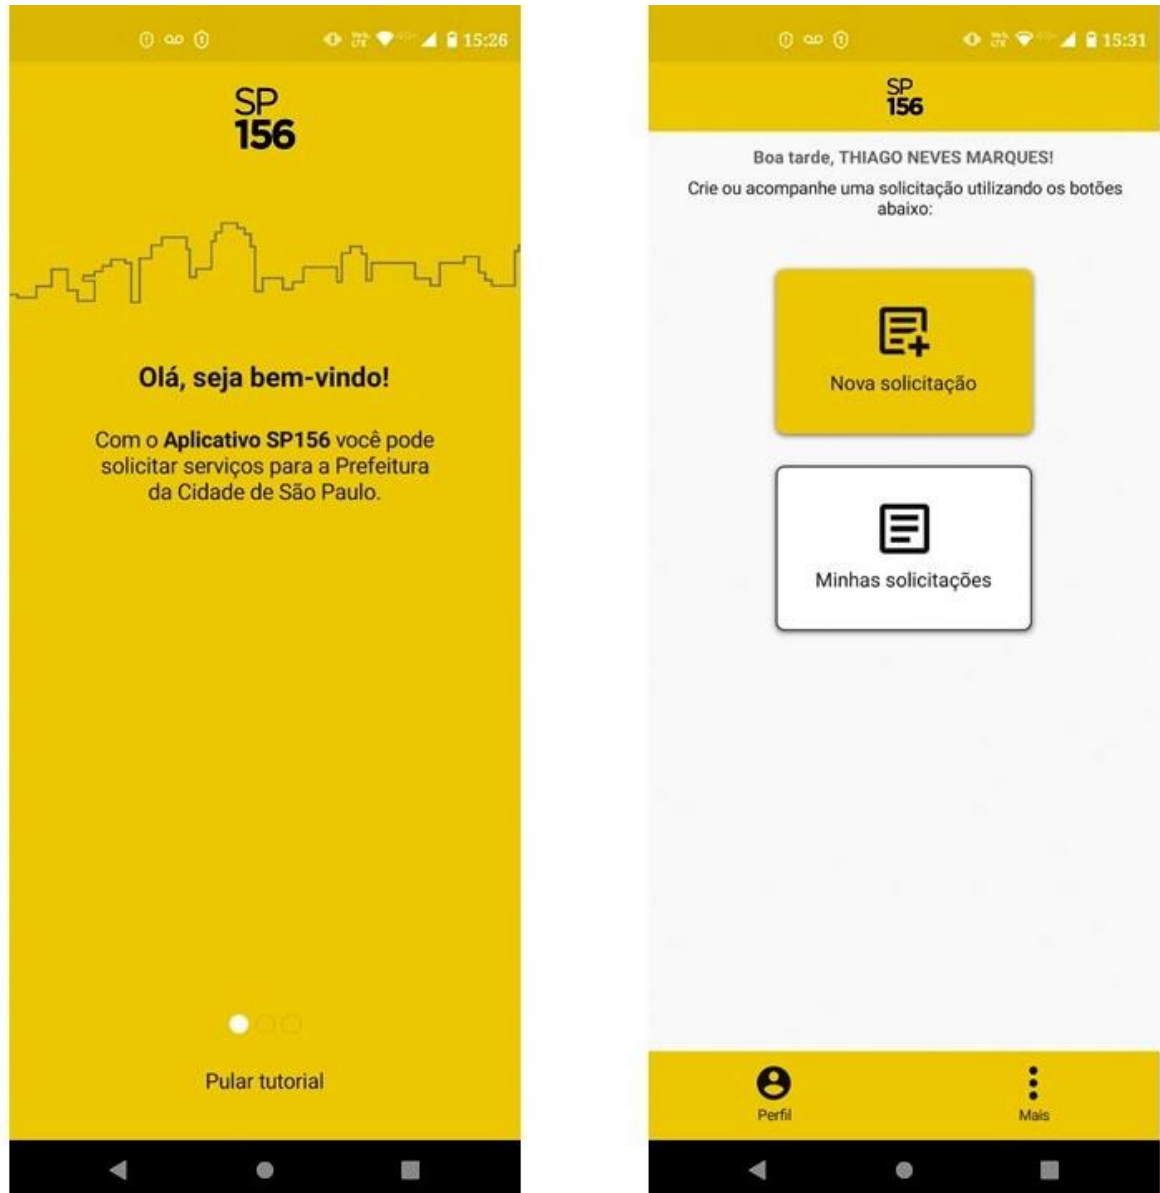 15:26
SP
156
Olá, seja bem-vindo!
Com o Aplicativo SP156 você pode
solicitar serviços para a Prefeitura
da Cidade de São Paulo.
Pular tutorial
15:31
SP
156
Boa tarde, THIAGO NEVES MARQUES!
Crie ou acompanhe uma solicitação utilizando os botões
abaixo:
Nova solicitação
Minhas solicitações
Perfil
Mais